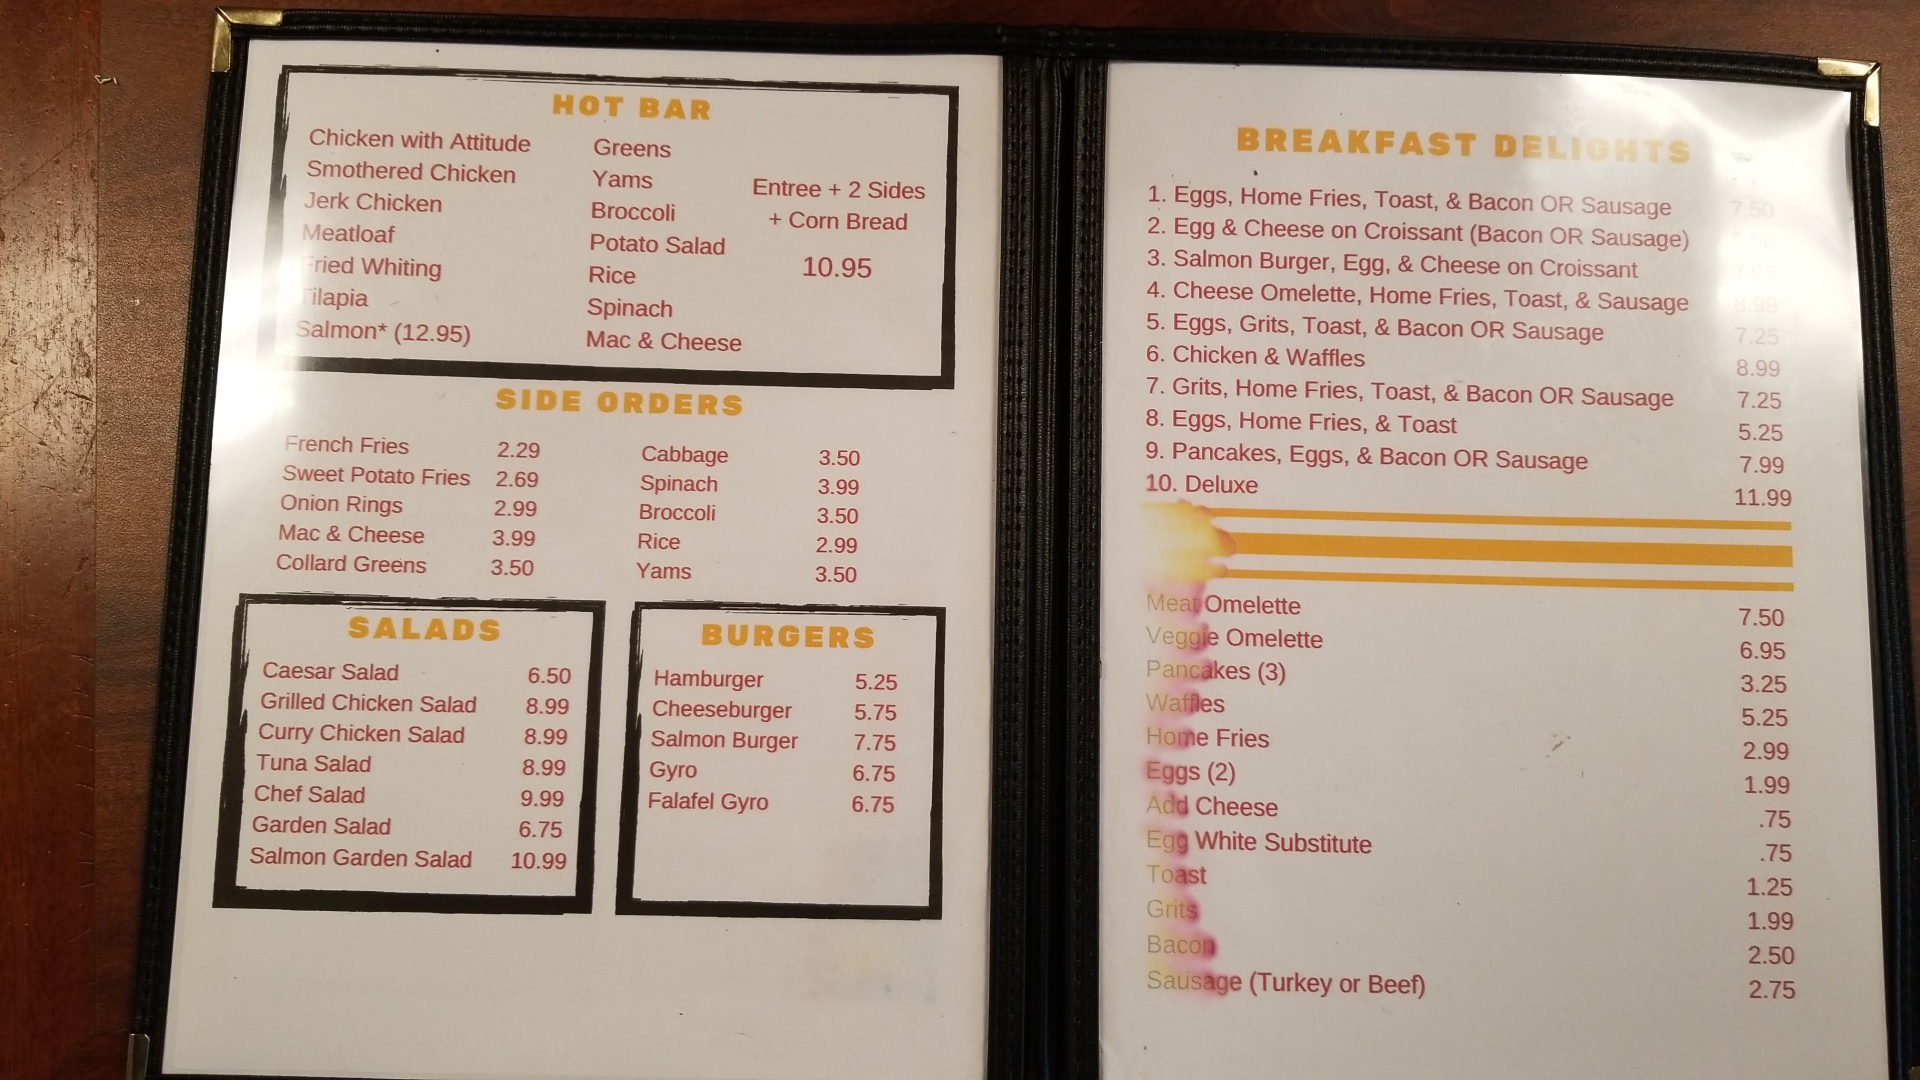 HOT BAR
Chicken with Attitude
Smothered Chicken
Jerk Chicken
Meatloaf
Fried Whiting
Tilapia
Salmon* (12.95)
Greens
Yams
Broccoli
Potato Salad
Rice
Spinach
Mac & Cheese
Entree + 2 Sides
+ Corn Bread
10.95
SIDE ORDERS
French Fries 2.29
Sweet Potato Fries 2.69
Onion Rings 2.99
Mac & Cheese 3.99
Collard Greens 3.50
Cabbage 3.50
Spinach 3.99
Broccoli 3.50
Rice 2.99
Yams 3.50
SALADS
Caesar Salad 6.50
Grilled Chicken Salad 8.99
Curry Chicken Salad 8.99
Tuna Salad 8.99
Chef Salad 9.99
Garden Salad 6.75
Salmon Garden Salad 10.99
BURGERS
Hamburger 5.25
Cheeseburger 5.75
Salmon Burger 7.75
Gyro 6.75
Falafel Gyro 6.75
BREAKFAST DELIGHTS
1. Eggs, Home Fries, Toast, & Bacon OR Sausage 7.50
2. Egg & Cheese on Croissant (Bacon OR Sausage)
3. Salmon Burger, Egg, & Cheese on Croissant 7.95
4. Cheese Omelette, Home Fries, Toast, & Sausage 8.99
5. Eggs, Grits, Toast, & Bacon OR Sausage 7.25
6. Chicken & Waffles 8.99
7. Grits, Home Fries, Toast, & Bacon OR Sausage 7.25
8. Eggs, Home Fries, & Toast 5.25
9. Pancakes, Eggs, & Bacon OR Sausage 7.99
10. Deluxe 11.99
Meat Omelette 7.50
Veggie Omelette 6.95
Pancakes (3) 3.25
Waffles 5.25
Home Fries 2.99
Eggs (2) 1.99
Add Cheese .75
Egg White Substitute .75
Toast 1.25
Grits 1.99
Bacon 2.50
Sausage (Turkey or Beef) 2.75